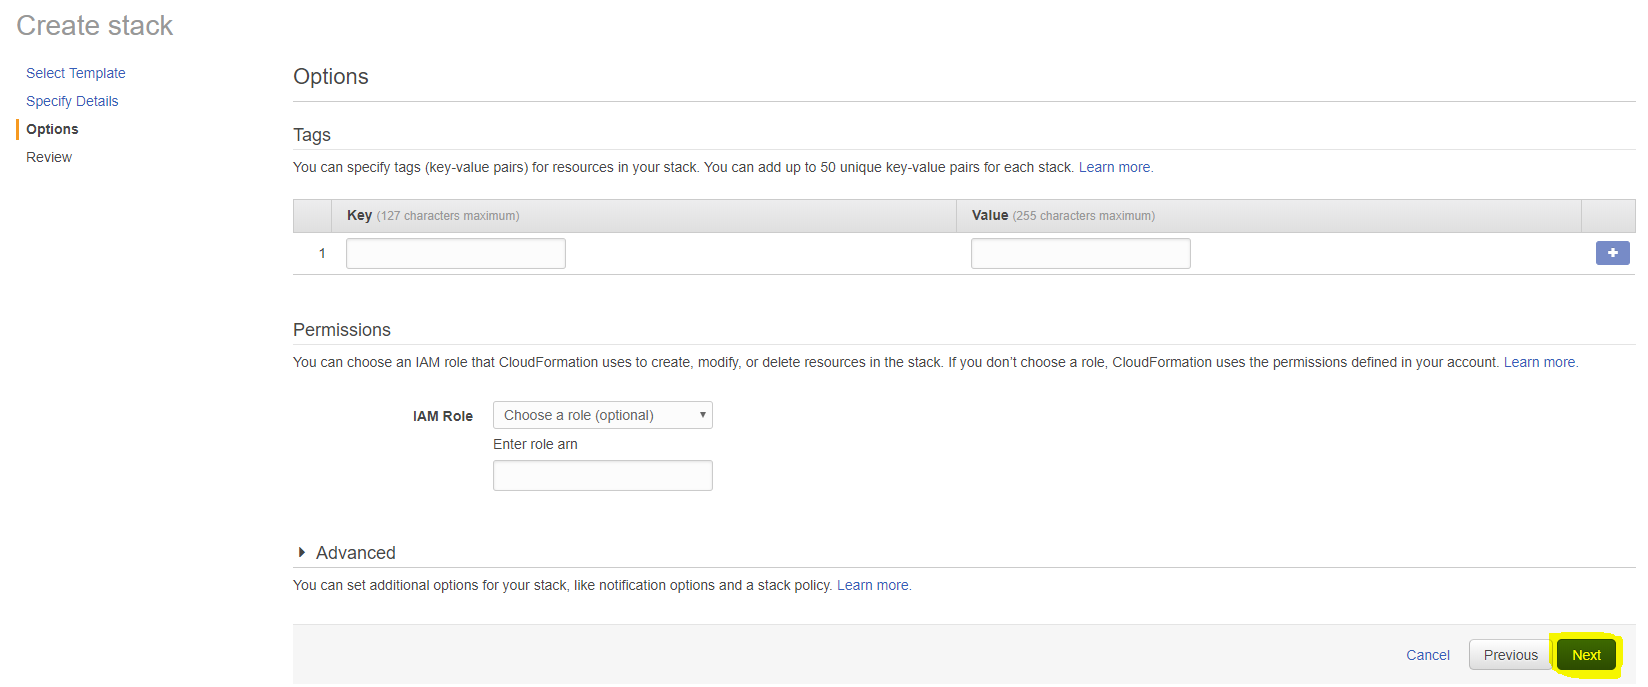 Create stack
Select Template
Specify Details
Options
Review
Options
Tags
You can specify tags (key-value pairs) for resources in your stack. You can add up to 50 unique key-value pairs for each stack. Learn more.
Key (127 characters maximum) Value (255 characters maximum)
1
Permissions
You can choose an IAM role that CloudFormation uses to create, modify, or delete resources in the stack. If you don’t choose a role, CloudFormation uses the permissions defined in your account. Learn more.
IAM Role Choose a role (optional)
Enter role arn
Advanced
You can set additional options for your stack, like notification options and a stack policy. Learn more.
Cancel Previous Next